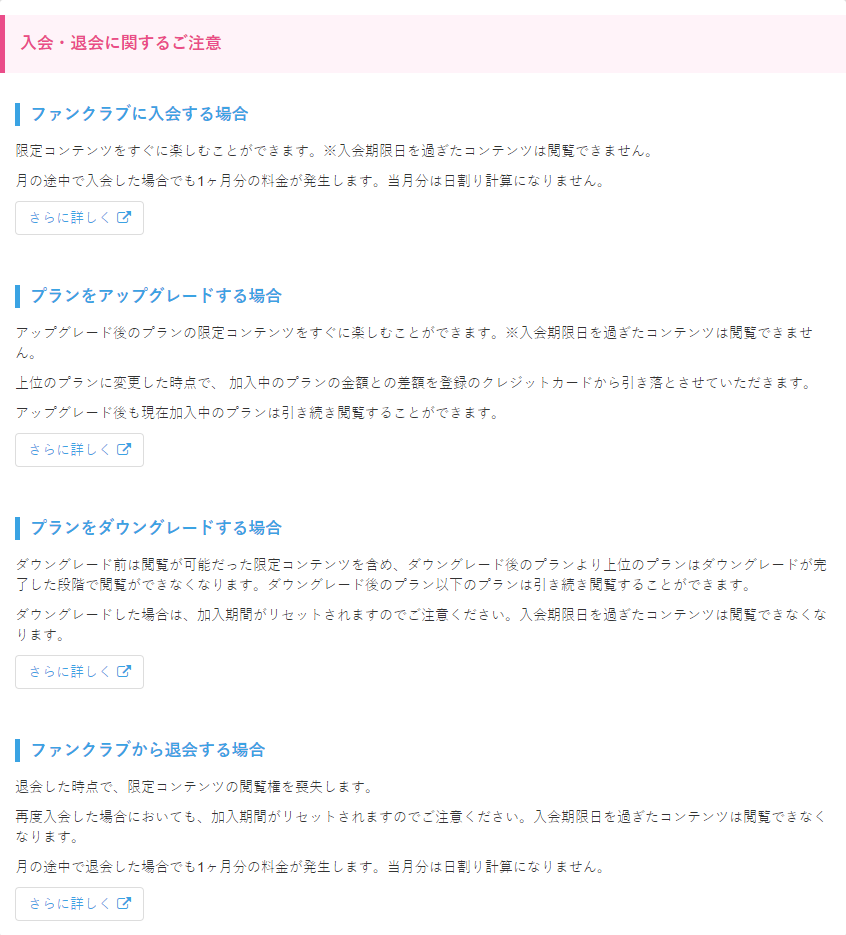 入会・退会に関するご注意
ファンクラブに入会する場合
限定コンテンツをすぐに楽しむことができます。※入会期限日を過ぎたコンテンツは閲覧できません。
月の途中で入会した場合でも1ヶ月分の料金が発生します。当月分は日割り計算になりません。
さらに詳しく
プランをアップグレードする場合
アップグレード後のプランの限定コンテンツをすぐに楽しむことができます。※入会期限日を過ぎたコンテンツは閲覧できませ
ん。
上位のプランに変更した時点で、 加入中のプランの金額との差額を登録のクレジットカードから引き落とさせていただきます。
アップグレード後も現在加入中のプランは引き続き閲覧することができます。
さらに詳しく
プランをダウングレードする場合
ダウングレード前は閲覧が可能だった限定コンテンツを含め、ダウングレード後のプランより上位のプランはダウングレードが完
了した段階で閲覧ができなくなります。ダウングレード後のプラン以下のプランは引き続き閲覧することができます。
ダウングレードした場合は、加入期間がリセットされますのでご注意ください。入会期限日を過ぎたコンテンツは閲覧できなくな
ります。
さらに詳しく
ファンクラブから退会する場合
退会した時点で、限定コンテンツの閲覧権を喪失します。
再度入会した場合においても、加入期間がリセットされますのでご注意ください。入会期限日を過ぎたコンテンツは閲覧できなく
なります。
月の途中で退会した場合でも1ヶ月分の料金が発生します。当月分は日割り計算になりません。
さらに詳しく